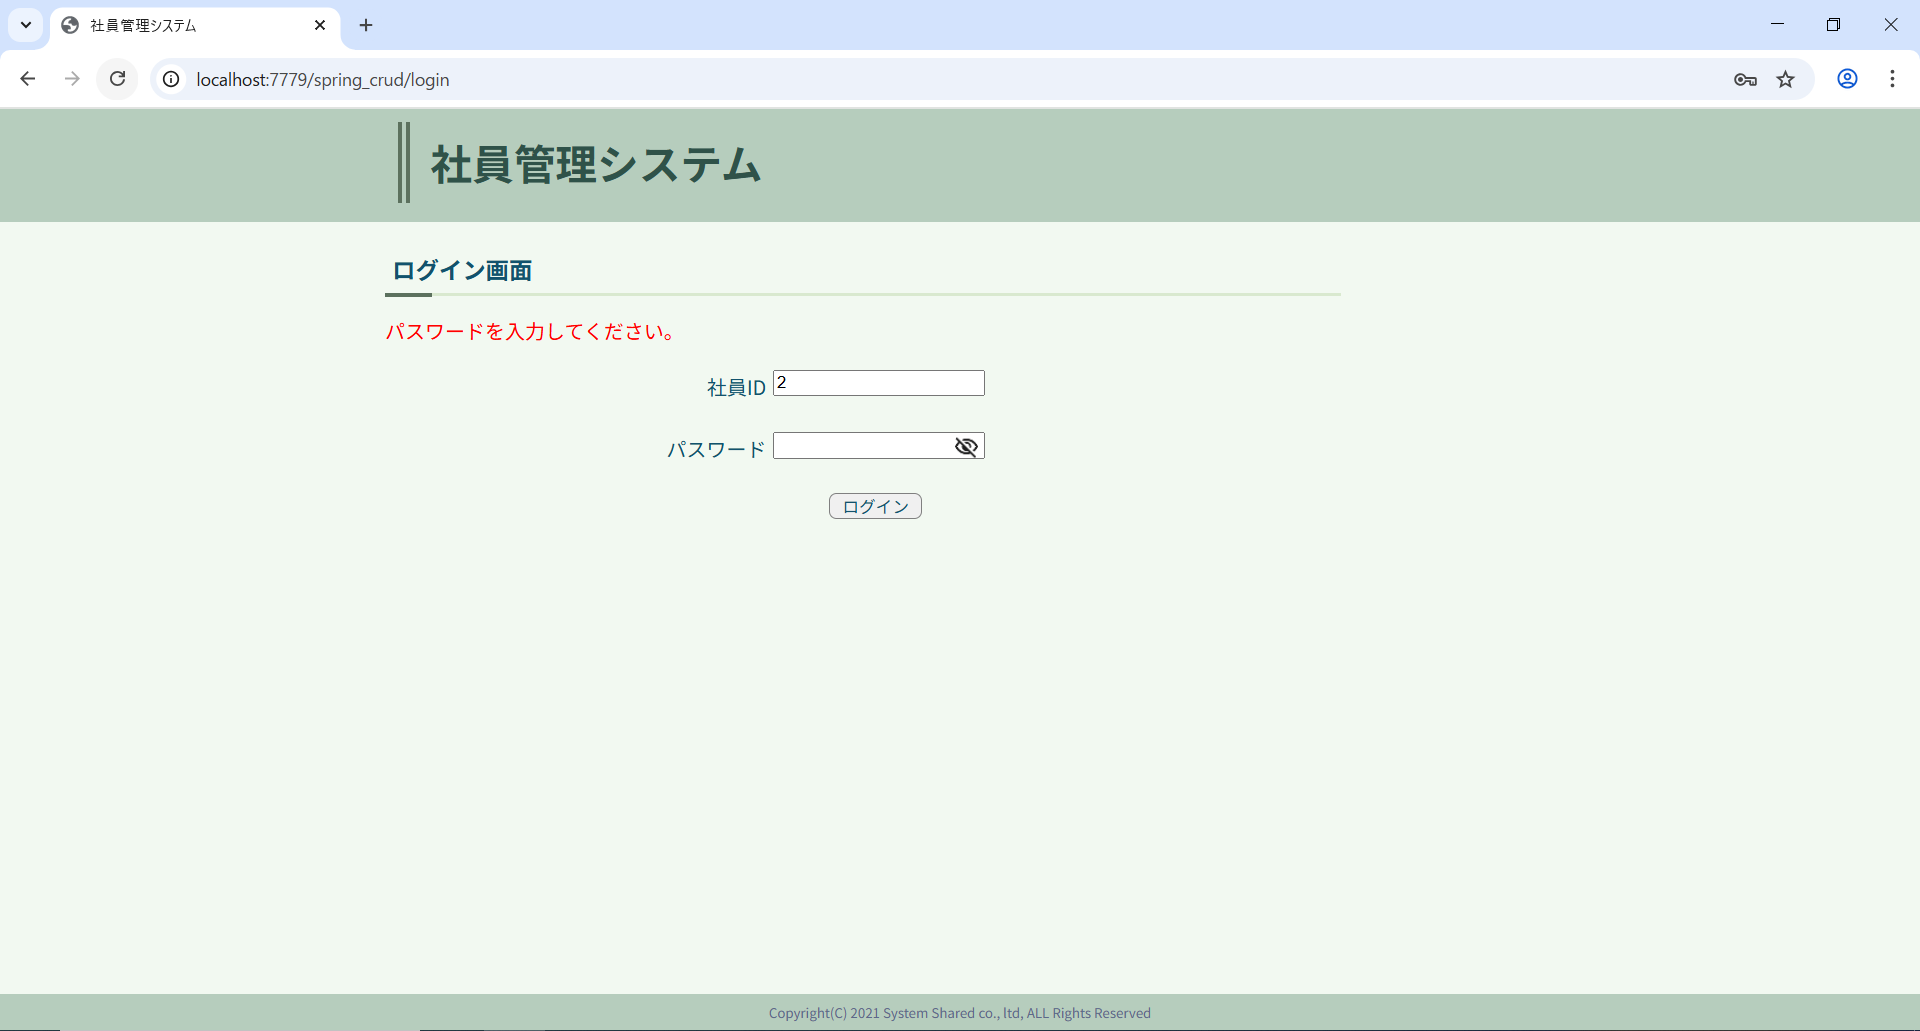 社員管理システム
localhost:7779/spring_crud/login
社員管理システム
ログイン画面
パスワードを入力してください。
社員ID 2
パスワード
ログイン
Copyright(C) 2021 System Shared co., ltd, ALL Rights Reserved